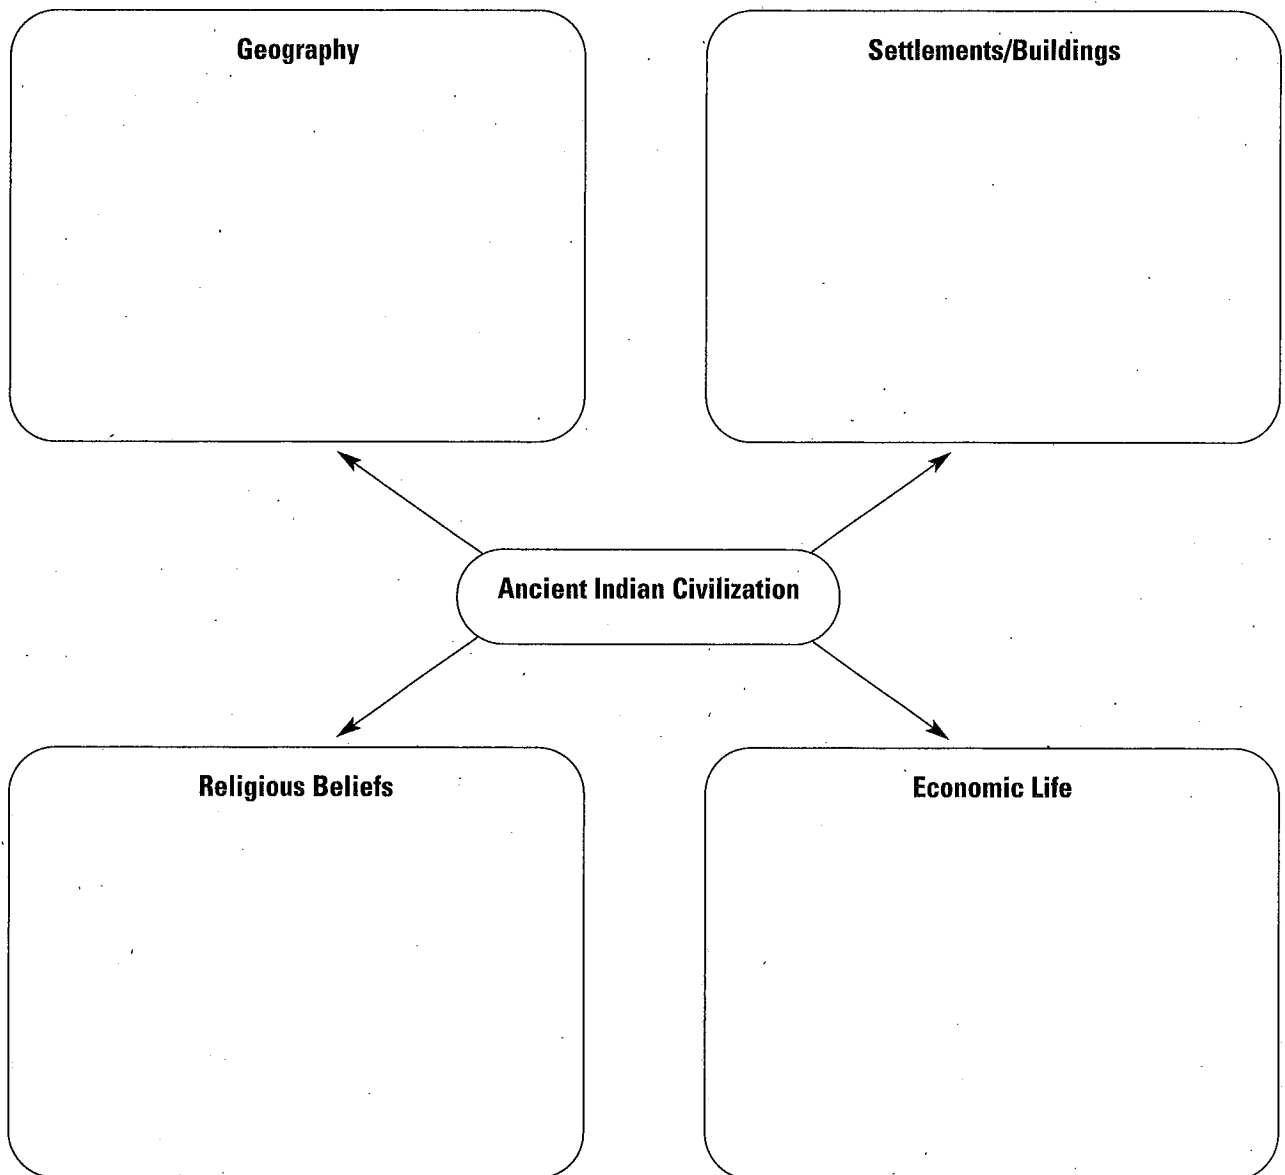 Geography
Settlements/Buildings
Ancient Indian Civilization
Religious Beliefs
Economic Life